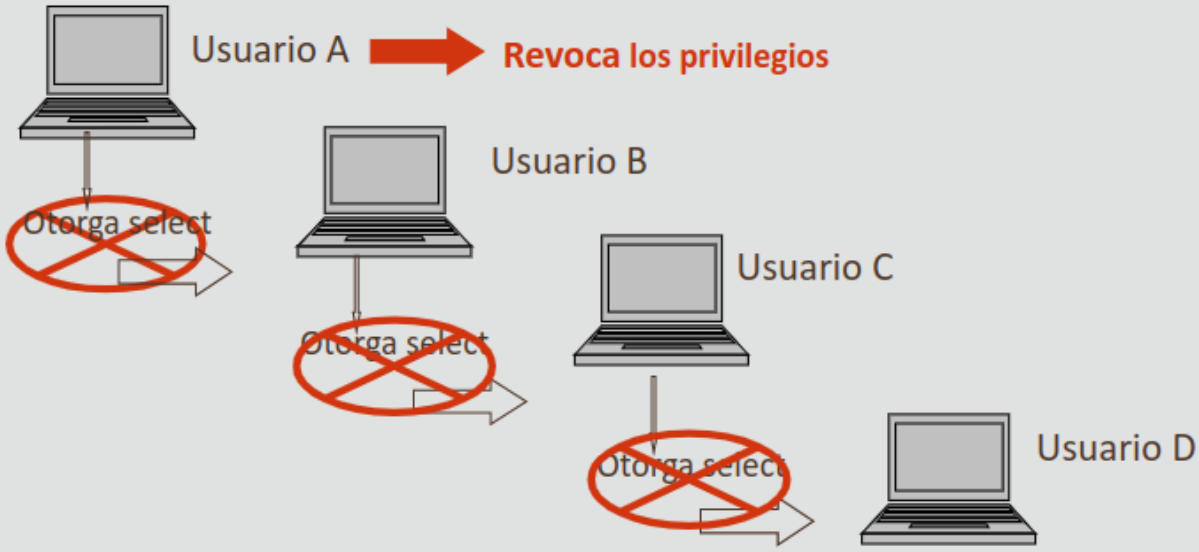 Usuario A
Revoca los privilegios
Usuario B
Otorga select
Usuario C
Otorga select
Usuario D
Otorga select